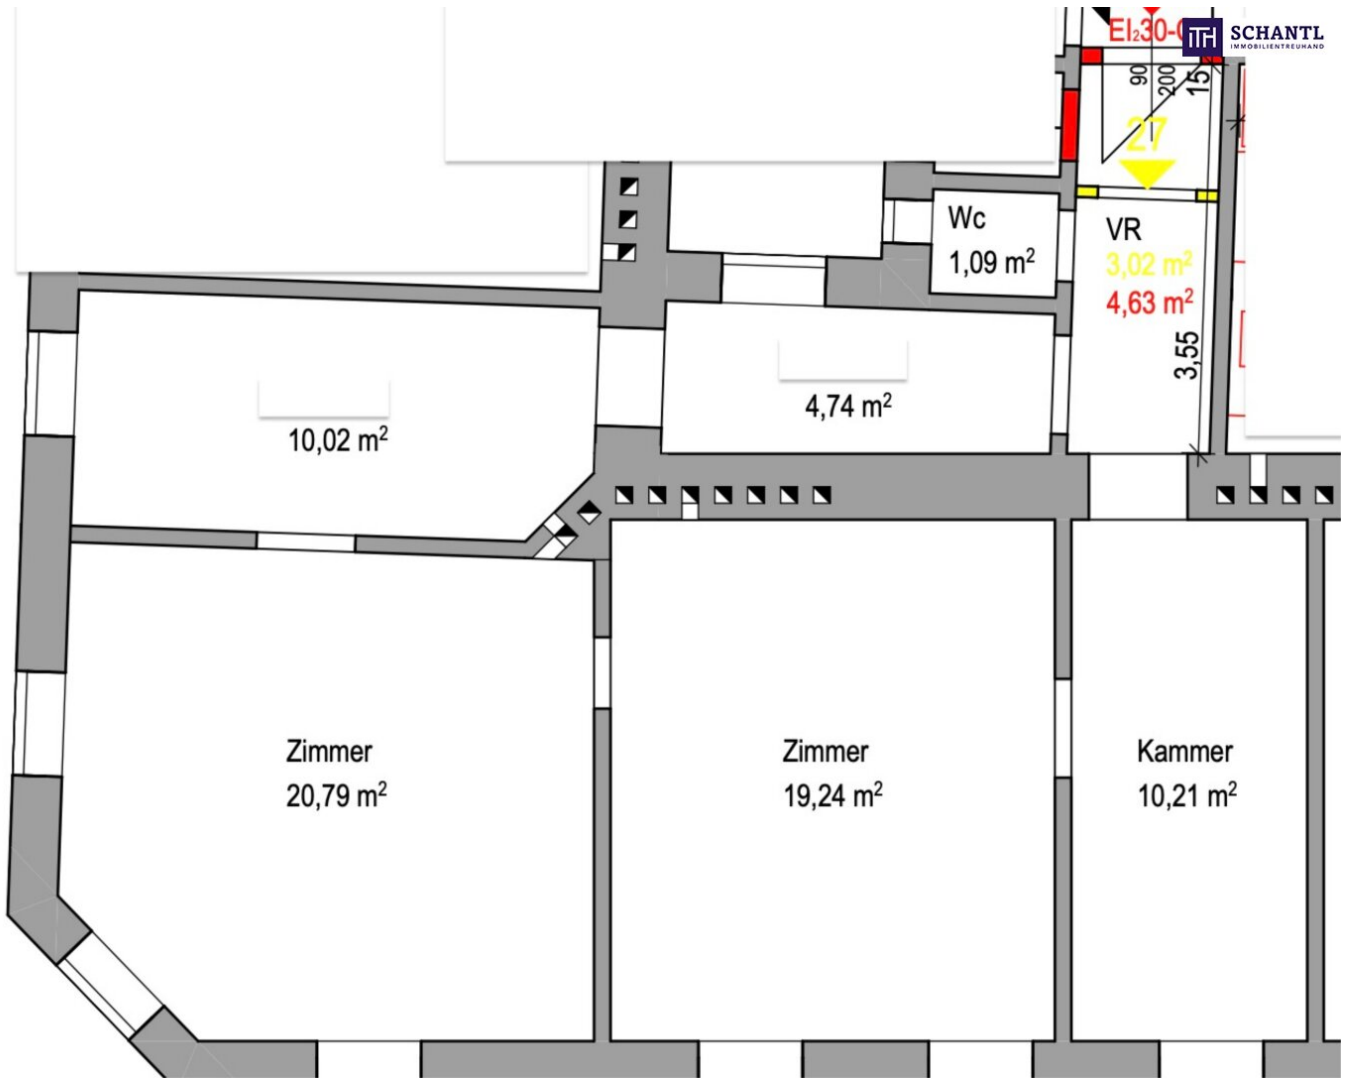 EI₂30-C
ITH SCHANTL
IMMOBILIENTREUHAND
90
200
15
27
Wc
1,09 m²
VR
3,02 m²
4,63 m²
3,55
4,74 m²
10,02 m²
Zimmer
20,79 m²
Zimmer
19,24 m²
Kammer
10,21 m²